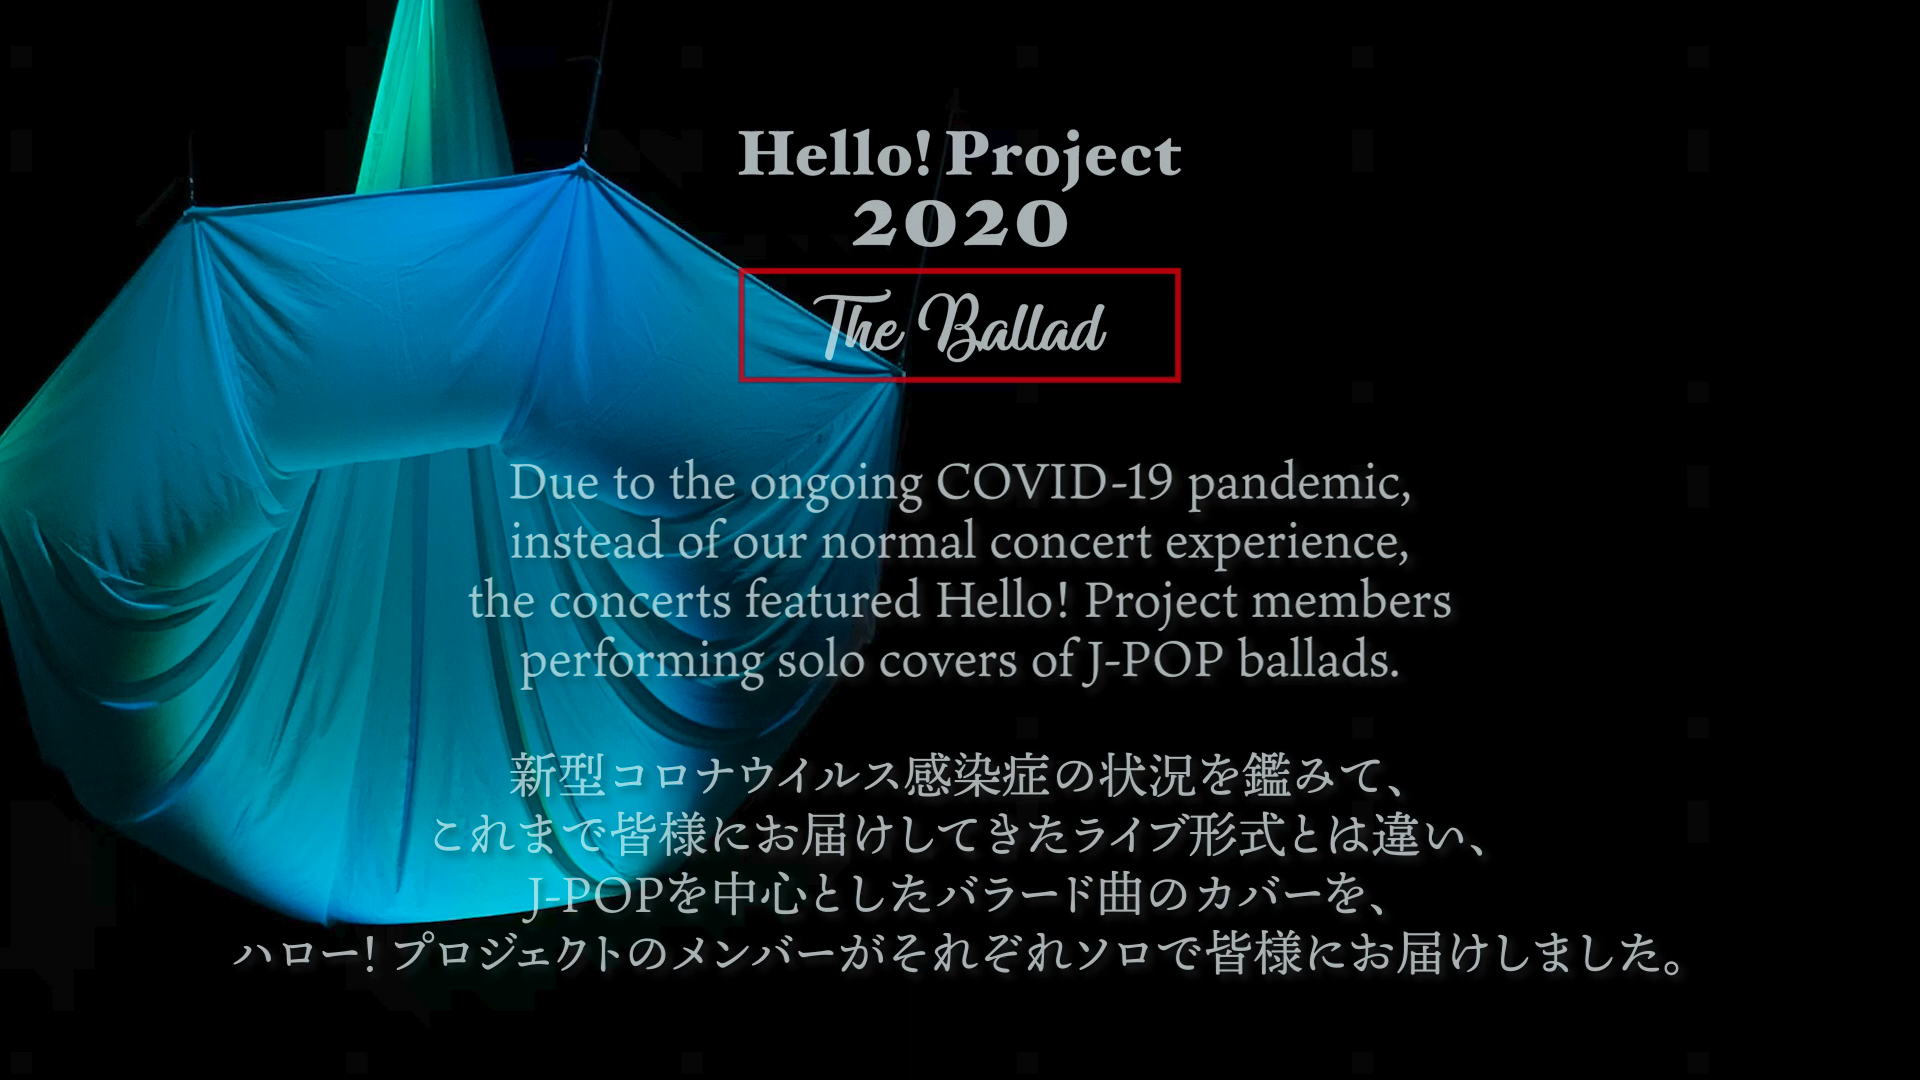 Hello! Project
2020
The Ballad
Due to the ongoing COVID-19 pandemic,
instead of our normal concert experience,
the concerts featured Hello! Project members
performing solo covers of J-POP ballads.
新型コロナウイルス感染症の状況を鑑みて、
これまで皆様にお届けしてきたライブ形式とは違い、
J-POPを中心としたバラード曲のカバーを、
ハロー! プロジェクトのメンバーがそれぞれソロで皆様にお届けしました。